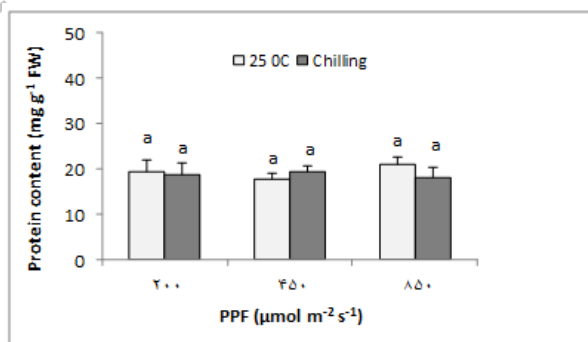 50
25 0C Chilling
40
30
a a a a a a
20
10
0
۲۰۰ ۴۵۰ ۸۵۰
PPF (µmol m⁻² s⁻¹)
Protein content (mg g⁻¹ FW)